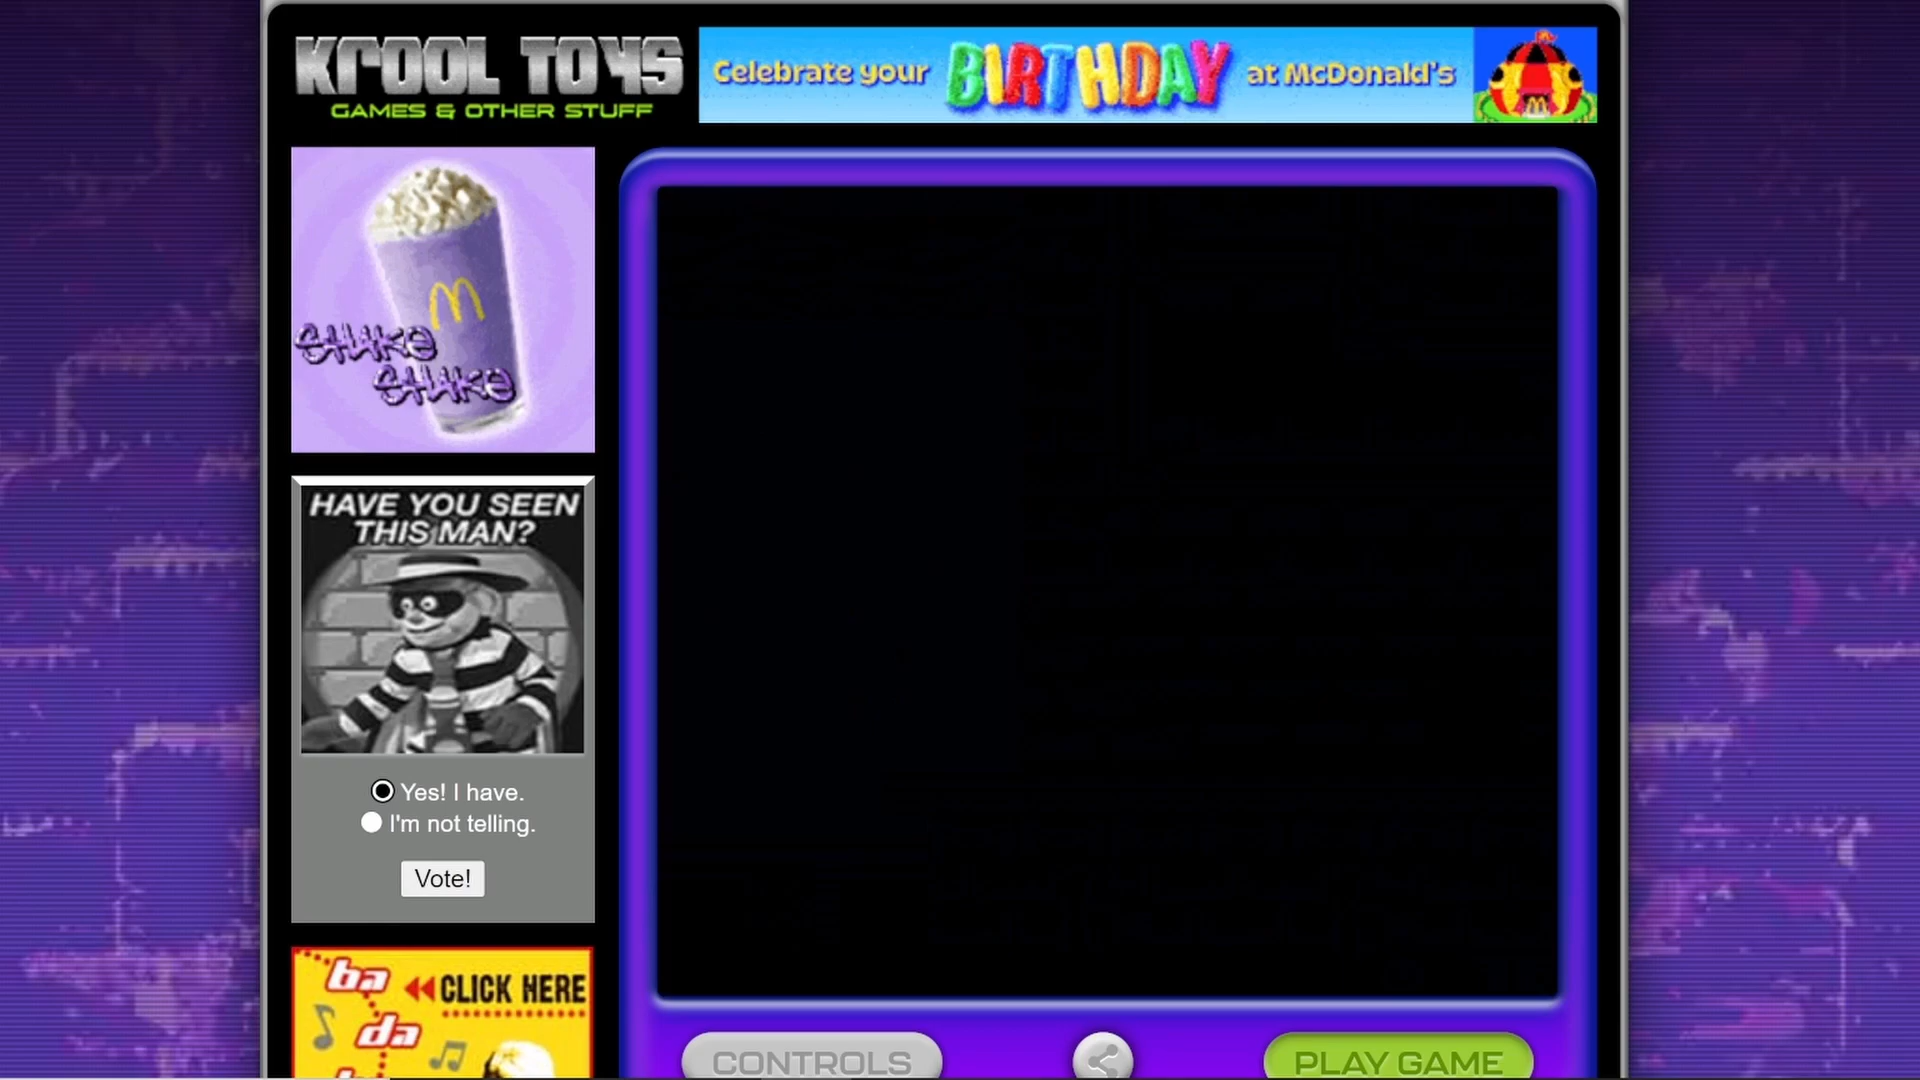 KROOL TOYS
GAMES & OTHER STUFF
Celebrate your BIRTHDAY at McDonald's
SHAKE
SHAKE
HAVE YOU SEEN
THIS MAN?
Yes! I have.
I'm not telling.
Vote!
ba
CLICK HERE
da
CONTROLS
PLAY GAME